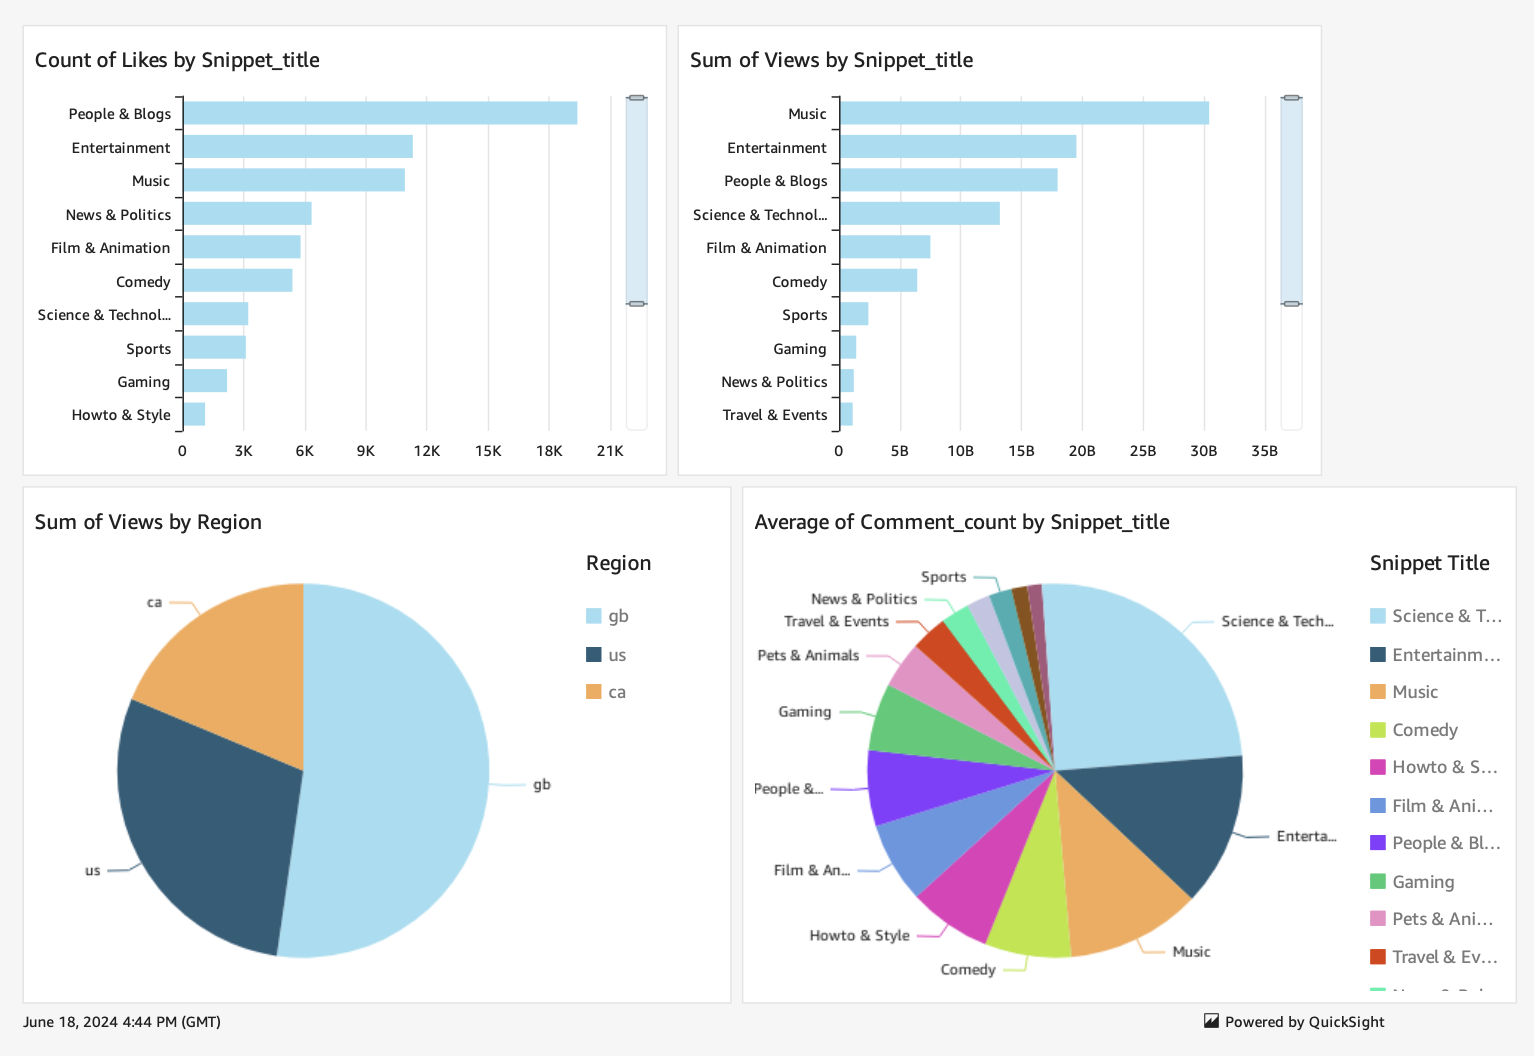 Count of Likes by Snippet_title
People & Blogs
Entertainment
Music
News & Politics
Film & Animation
Comedy
Science & Technol...
Sports
Gaming
Howto & Style
0 3K 6K 9K 12K 15K 18K 21K
Sum of Views by Snippet_title
Music
Entertainment
People & Blogs
Science & Technol...
Film & Animation
Comedy
Sports
Gaming
News & Politics
Travel & Events
0 5B 10B 15B 20B 25B 30B 35B
Sum of Views by Region
ca
us
gb
Region
gb
us
ca
Average of Comment_count by Snippet_title
Sports
News & Politics
Travel & Events
Pets & Animals
Gaming
People &...
Film & An...
Howto & Style
Comedy
Music
Enterta...
Science & Tech...
Snippet Title
Science & T...
Entertainm...
Music
Comedy
Howto & S...
Film & Ani...
People & Bl...
Gaming
Pets & Ani...
Travel & Ev...
June 18, 2024 4:44 PM (GMT)
Powered by QuickSight